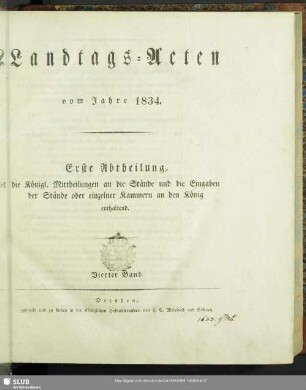 Landtags-Acten
vom Jahre 1834.
Erste Abtheilung,
die Königl. Mittheilungen an die Stände und die Eingaben
der Stände oder einzelner Kammern an den König
enthaltend.
Vierter Band.
Dresden,
gedruckt und zu haben in der Königlichen Hofbuchdruckerei von C. C. Meinhold und Söhnen
SLUB